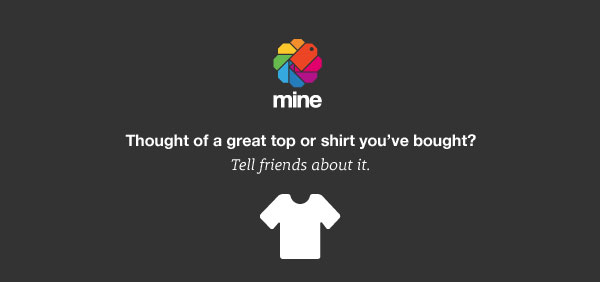 mine
Thought of a great top or shirt you’ve bought?
Tell friends about it.